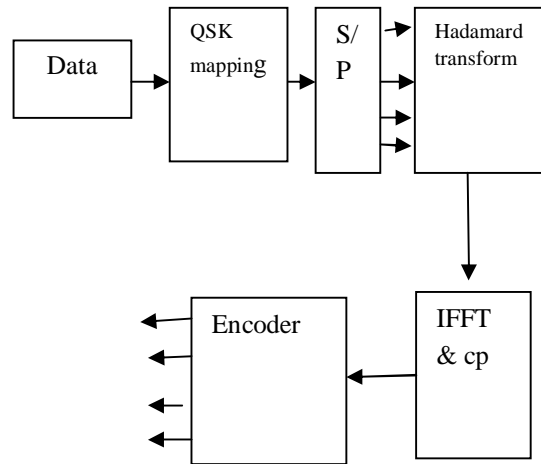 Data
QSK
mapping
S/
P
Hadamard
transform
IFFT
& cp
Encoder